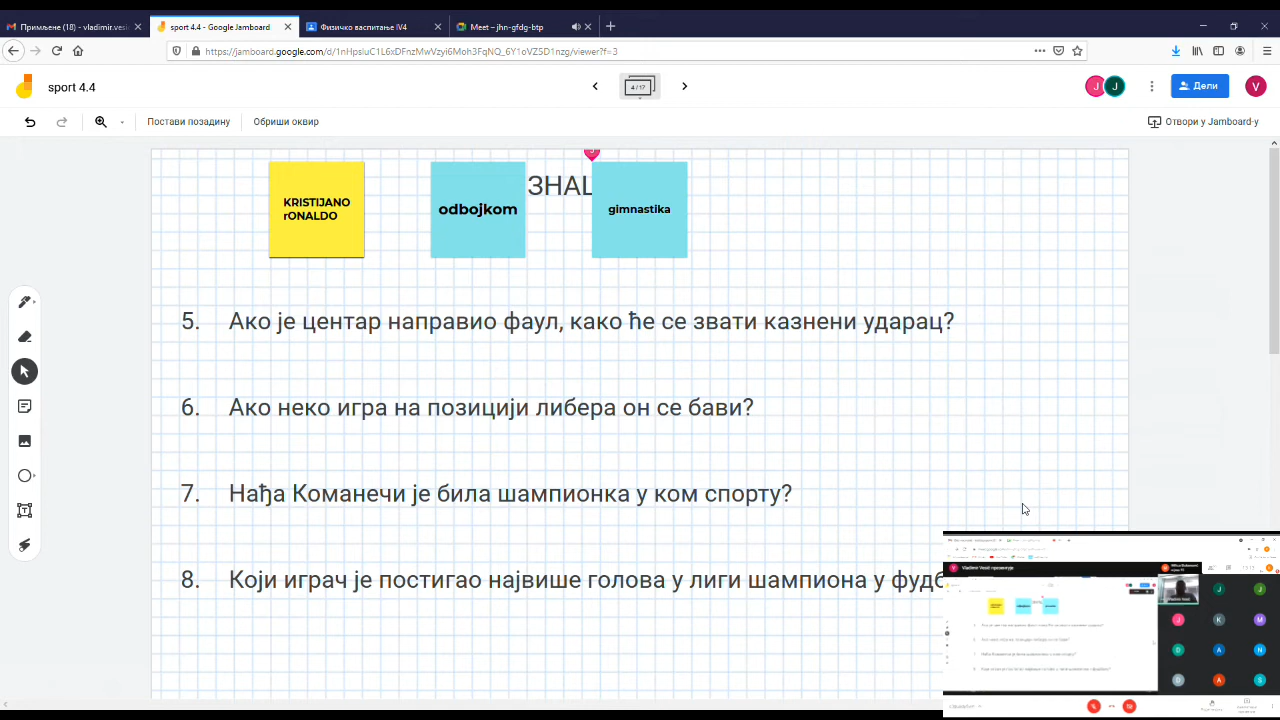 Примљене (18) - vladimir.vesi
sport 4.4 - Google Jamboard
Физичко васпитање IV4
Meet – jhn-gfdg-btp
https://jamboard.google.com/d/1nHpsluC1L6xDFnzMwVzyi6Moh3FqNQ_6Y1oVZ5D1nzg/viewer?f=3
sport 4.4
4 / 17
J
J
Дели
V
Постави позадину
Обриши оквир
Отвори у Jamboard-у
KRISTIJANO
rONALDO
odbojkom
ЗНАЦ
gimnastika
5. Ако је центар направио фаул, како ће се звати казнени ударац?
6. Ако неко игра на позицији либера он се бави?
7. Нађа Команечи је била шампионка у ком спорту?
8. Који играч је постигао највише голова у лиги шампиона у фудб